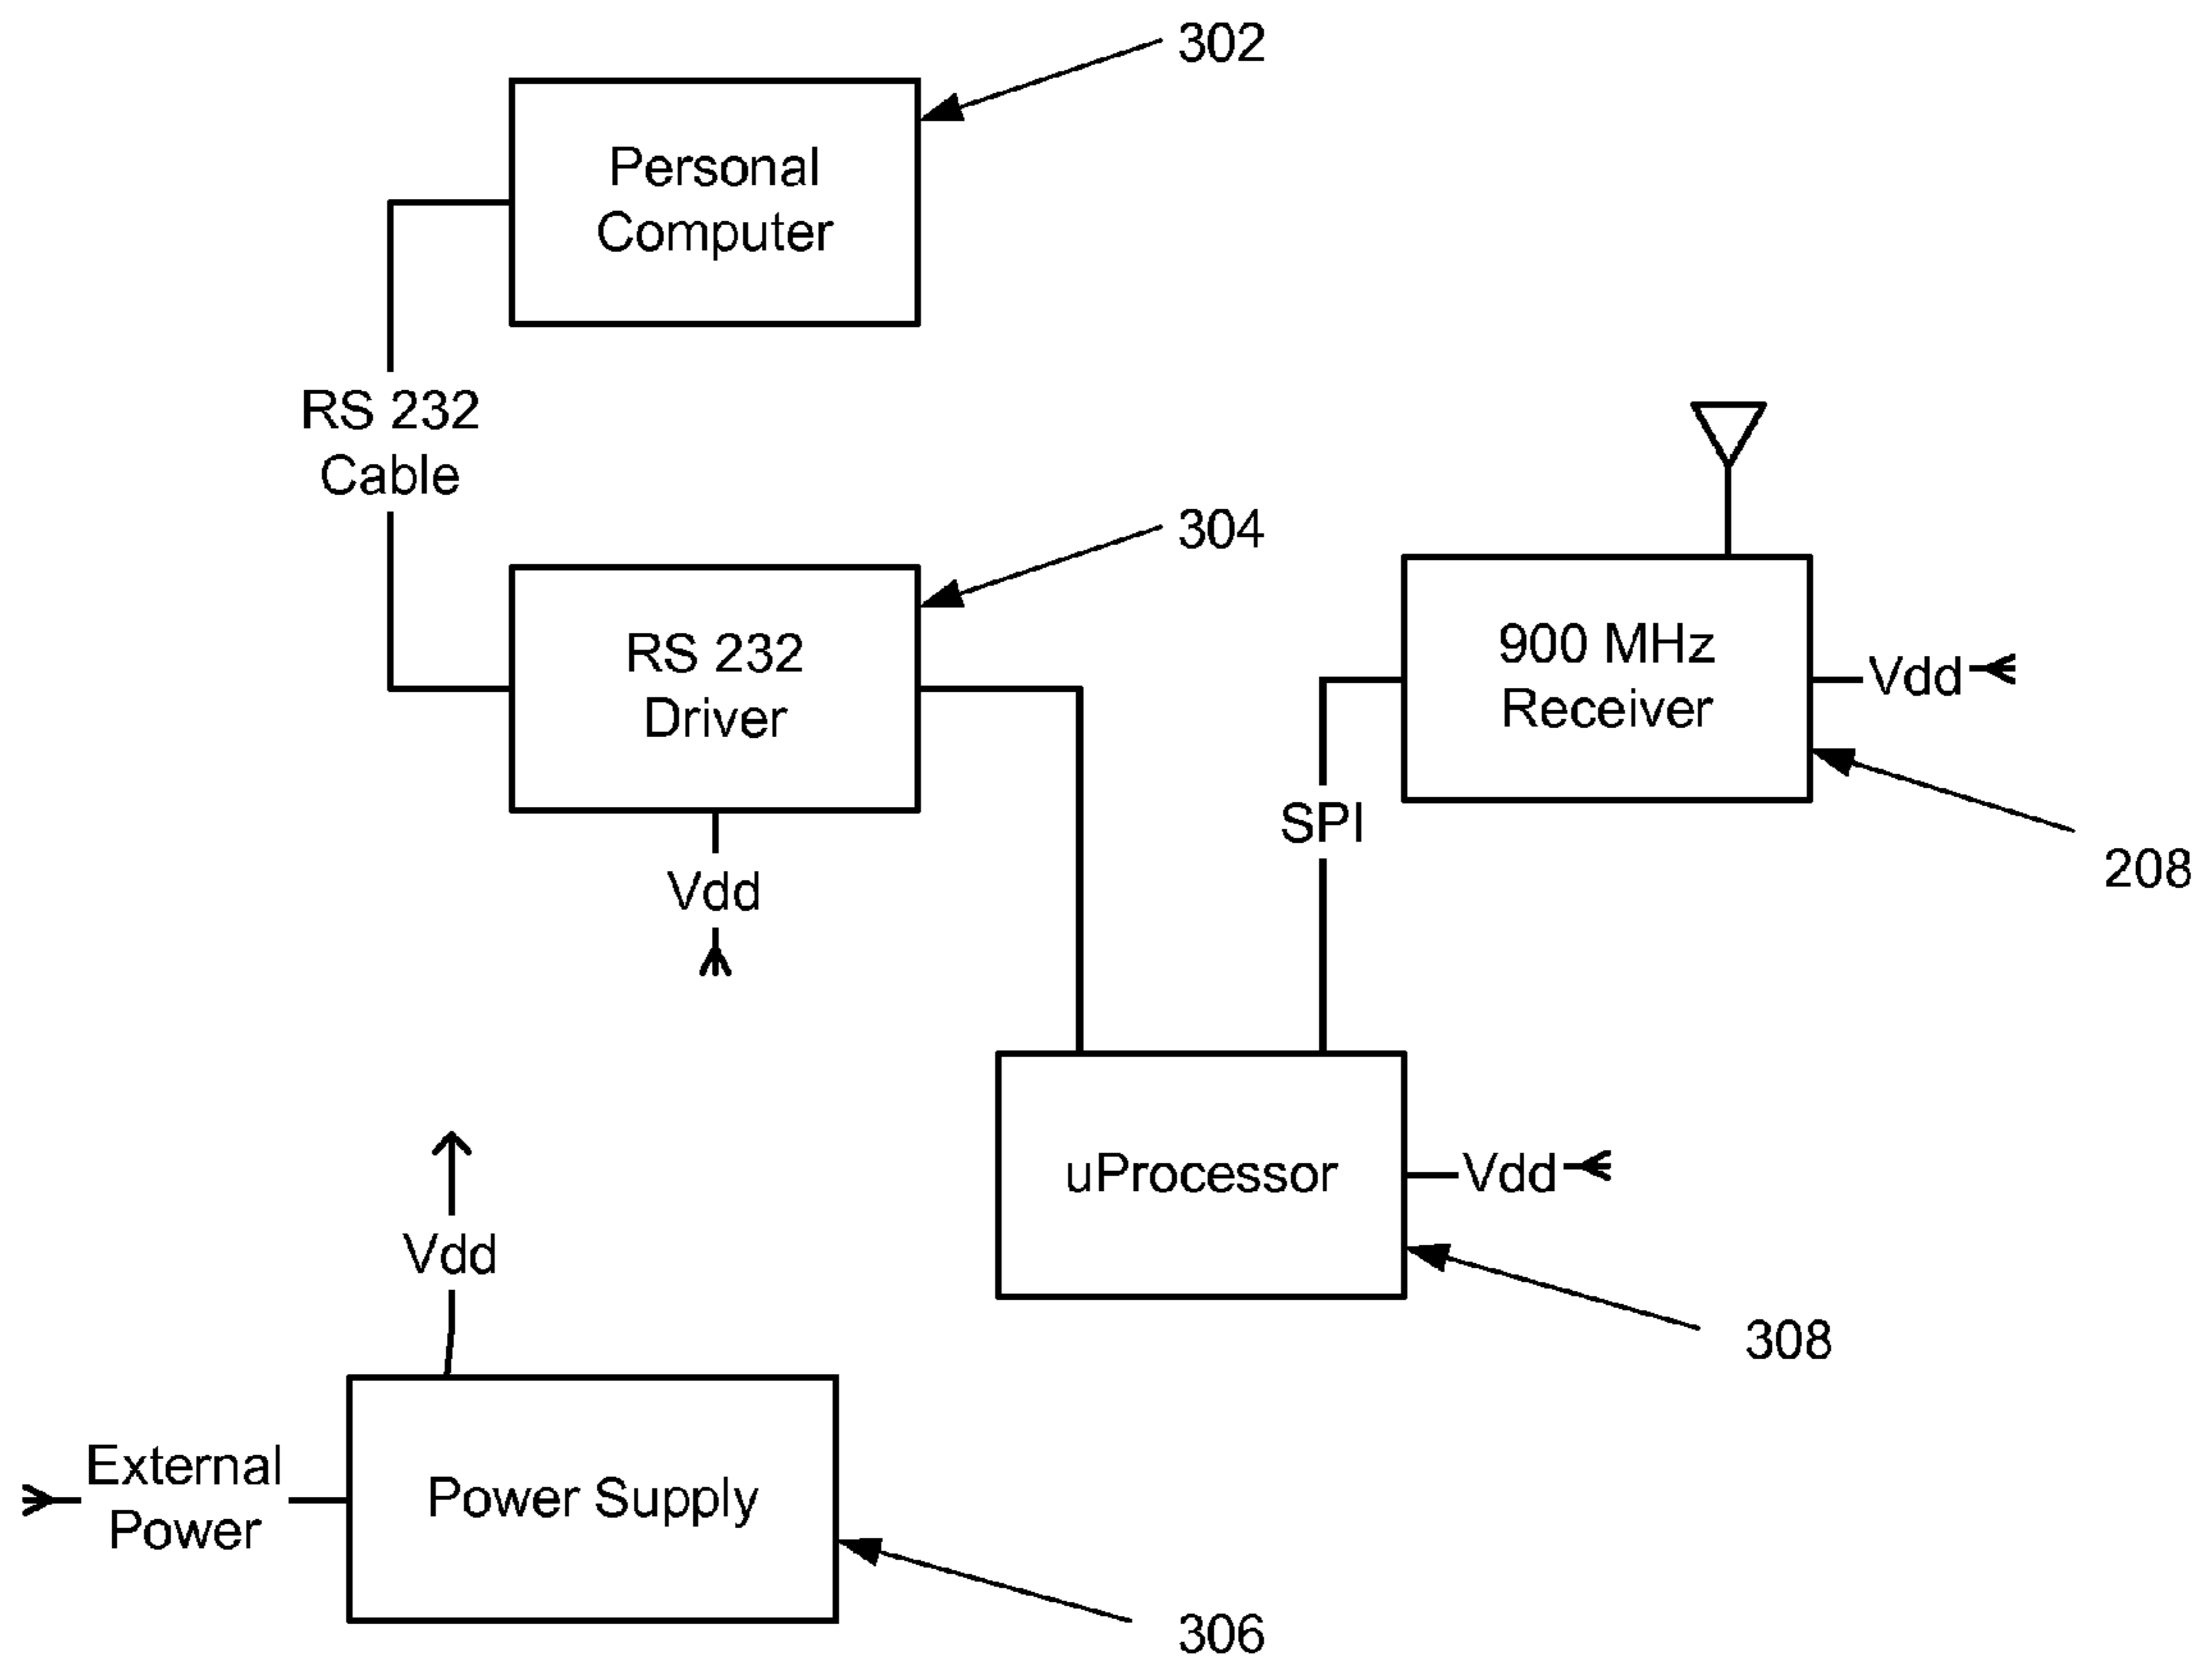 302
Personal
Computer
RS 232
Cable
304
RS 232
Driver
Vdd
900 MHz
Receiver
Vdd
208
SPI
uProcessor
Vdd
308
Vdd
External
Power
Power Supply
306